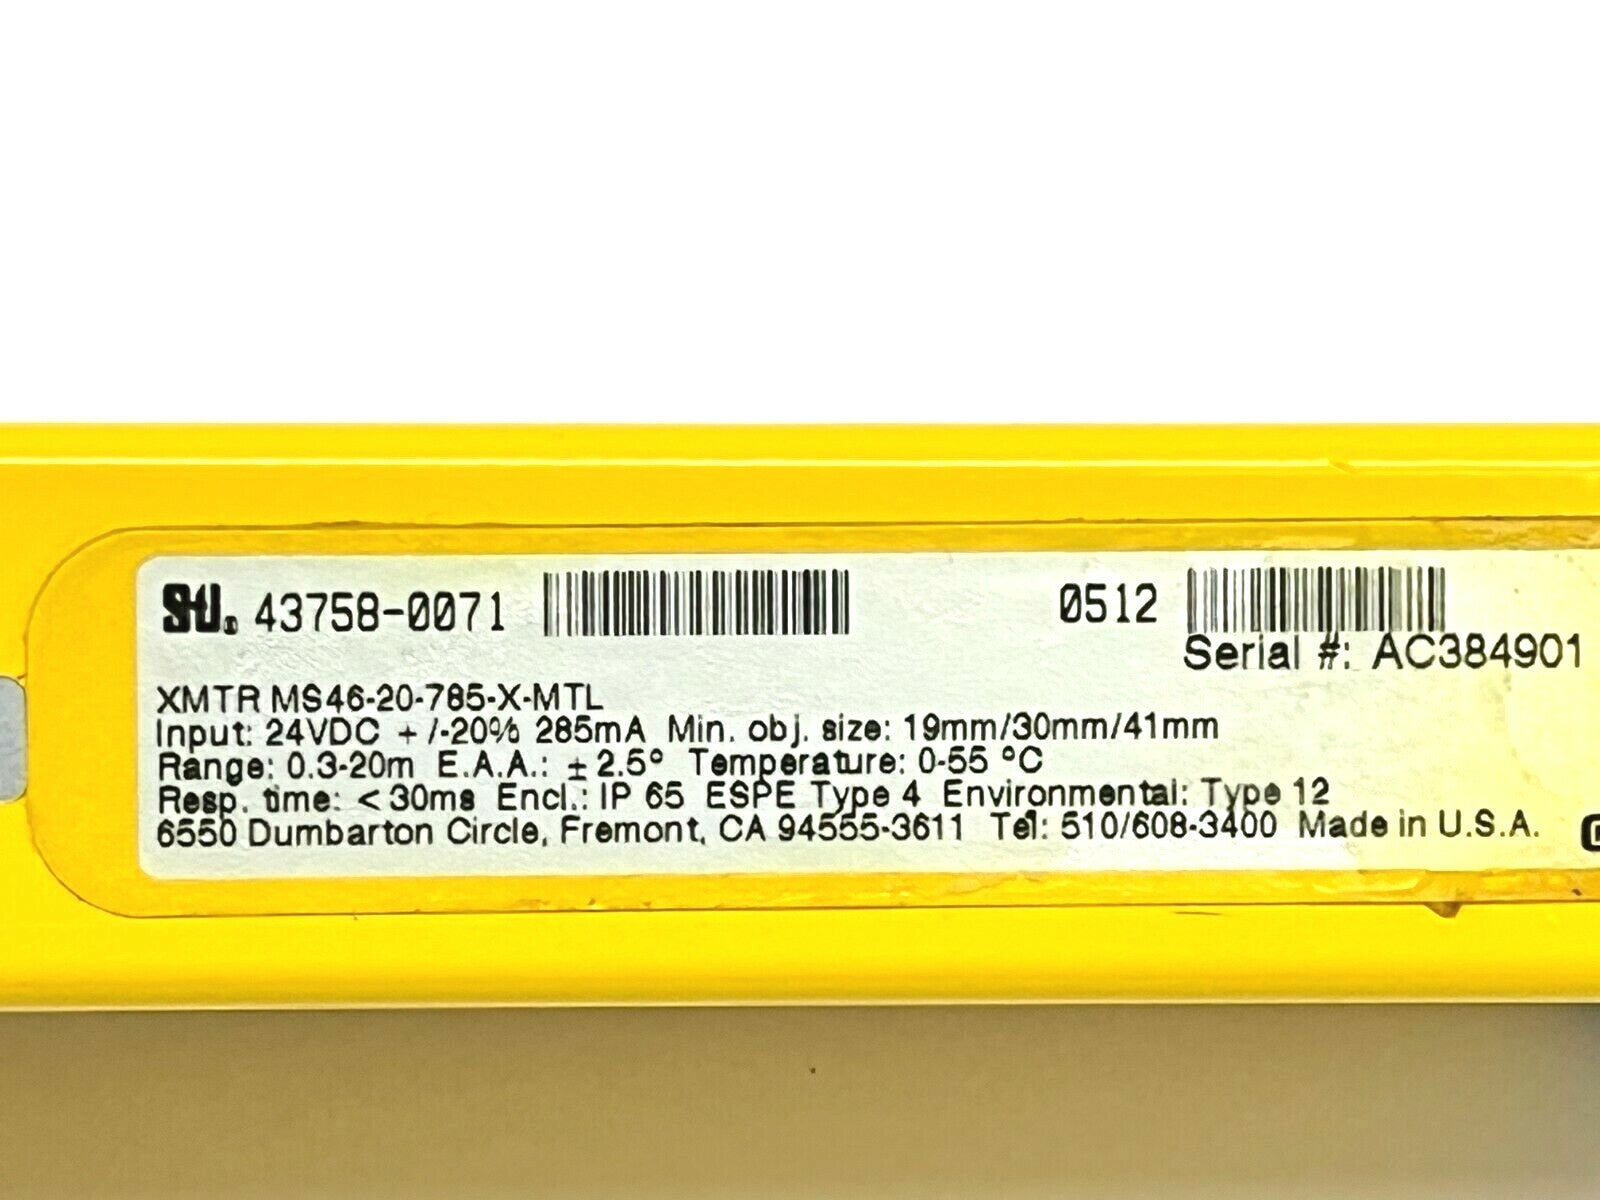 STI. 43758-0071 0512
Serial #: AC384901
XMTR MS46-20-785-X-MTL
Input: 24VDC +/-20% 285mA Min. obj. size: 19mm/30mm/41mm
Range: 0.3-20m E.A.A.: ± 2.5° Temperature: 0-55 °C
Resp. time: < 30ms Encl.: IP 65 ESPE Type 4 Environmental: Type 12
6550 Dumbarton Circle, Fremont, CA 94555-3611 Tel: 510/608-3400 Made in U.S.A.